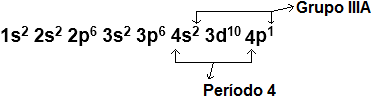 Grupo IIIA
1s² 2s² 2p⁶ 3s² 3p⁶ 4s² 3d¹⁰ 4p¹
Período 4